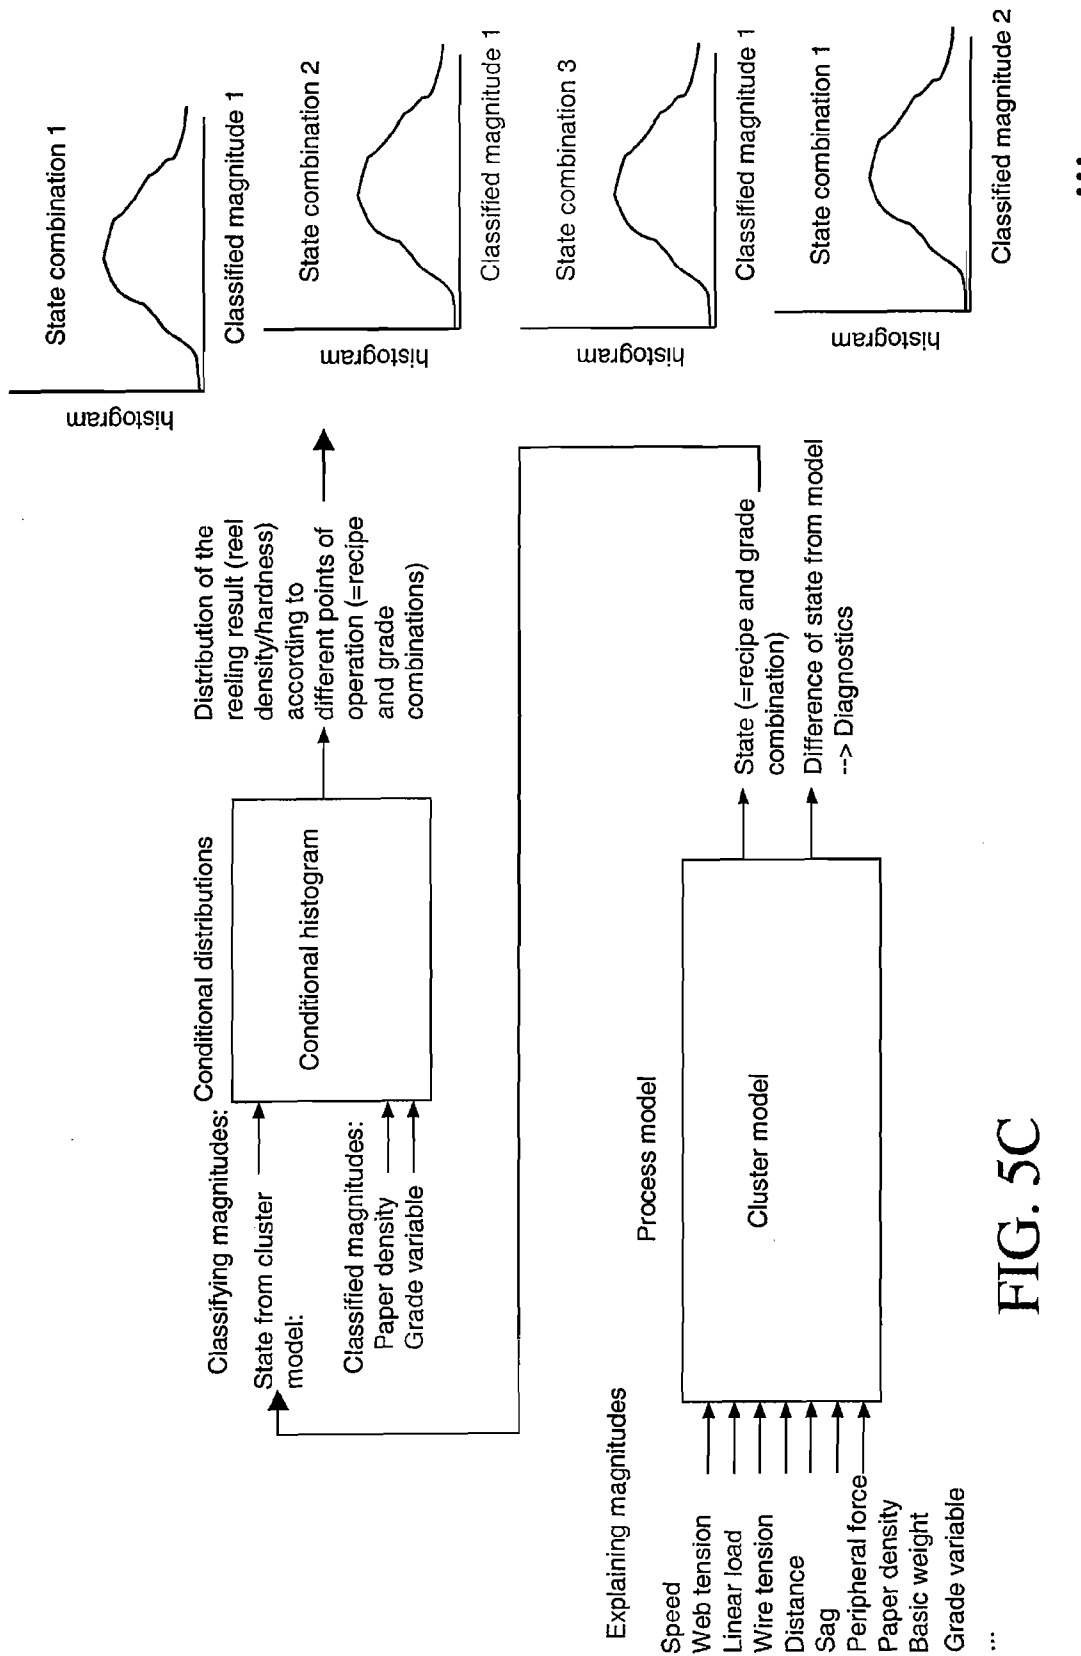 Classifying magnitudes:
State from cluster
model:
Classified magnitudes:
Paper density
Grade variable
Conditional distributions
Conditional histogram
Distribution of the
reeling result (reel
density/hardness)
according to
different points of
operation (=recipe
and grade
combinations)
histogram
State combination 1
Classified magnitude 1
histogram
State combination 2
Classified magnitude 1
histogram
State combination 3
Classified magnitude 1
histogram
State combination 1
Classified magnitude 2
...
Explaining magnitudes
Speed
Web tension
Linear load
Wire tension
Distance
Sag
Peripheral force
Paper density
Basic weight
Grade variable
...
Process model
Cluster model
State (=recipe and grade
combination)
Difference of state from model
--> Diagnostics
FIG. 5C